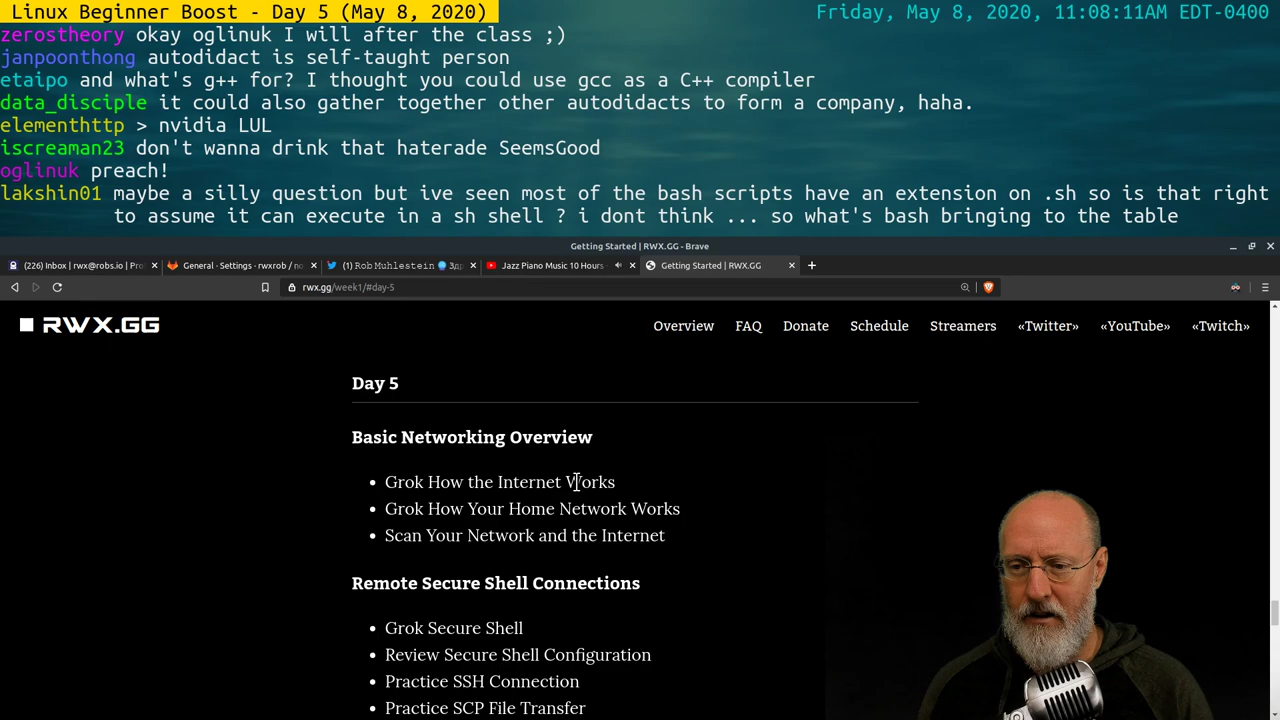 Linux Beginner Boost - Day 5 (May 8, 2020)
Friday, May 8, 2020, 11:08:11AM EDT-0400
zerostheory okay oglinuk I will after the class ;)
janpoonthong autodidact is self-taught person
etaipo and what's g++ for? I thought you could use gcc as a C++ compiler
data_disciple it could also gather together other autodidacts to form a company, haha.
elementhttp > nvidia LUL
iscreaman23 don't wanna drink that haterade SeemsGood
oglinuk preach!
lakshin01 maybe a silly question but ive seen most of the bash scripts have an extension on .sh so is that right
to assume it can execute in a sh shell ? i dont think ... so what's bash bringing to the table
Getting Started | RWX.GG - Brave
(226) Inbox | rwx@robs.io | Pro
General · Settings · rwxrob / no
(1) Rob Muhlestein
Jazz Piano Music 10 Hours
Getting Started | RWX.GG
rwx.gg/week1/#day-5
RWX.GG
Overview
FAQ
Donate
Schedule
Streamers
«Twitter»
«YouTube»
«Twitch»
Day 5
Basic Networking Overview
• Grok How the Internet Works
• Grok How Your Home Network Works
• Scan Your Network and the Internet
Remote Secure Shell Connections
• Grok Secure Shell
• Review Secure Shell Configuration
• Practice SSH Connection
• Practice SCP File Transfer